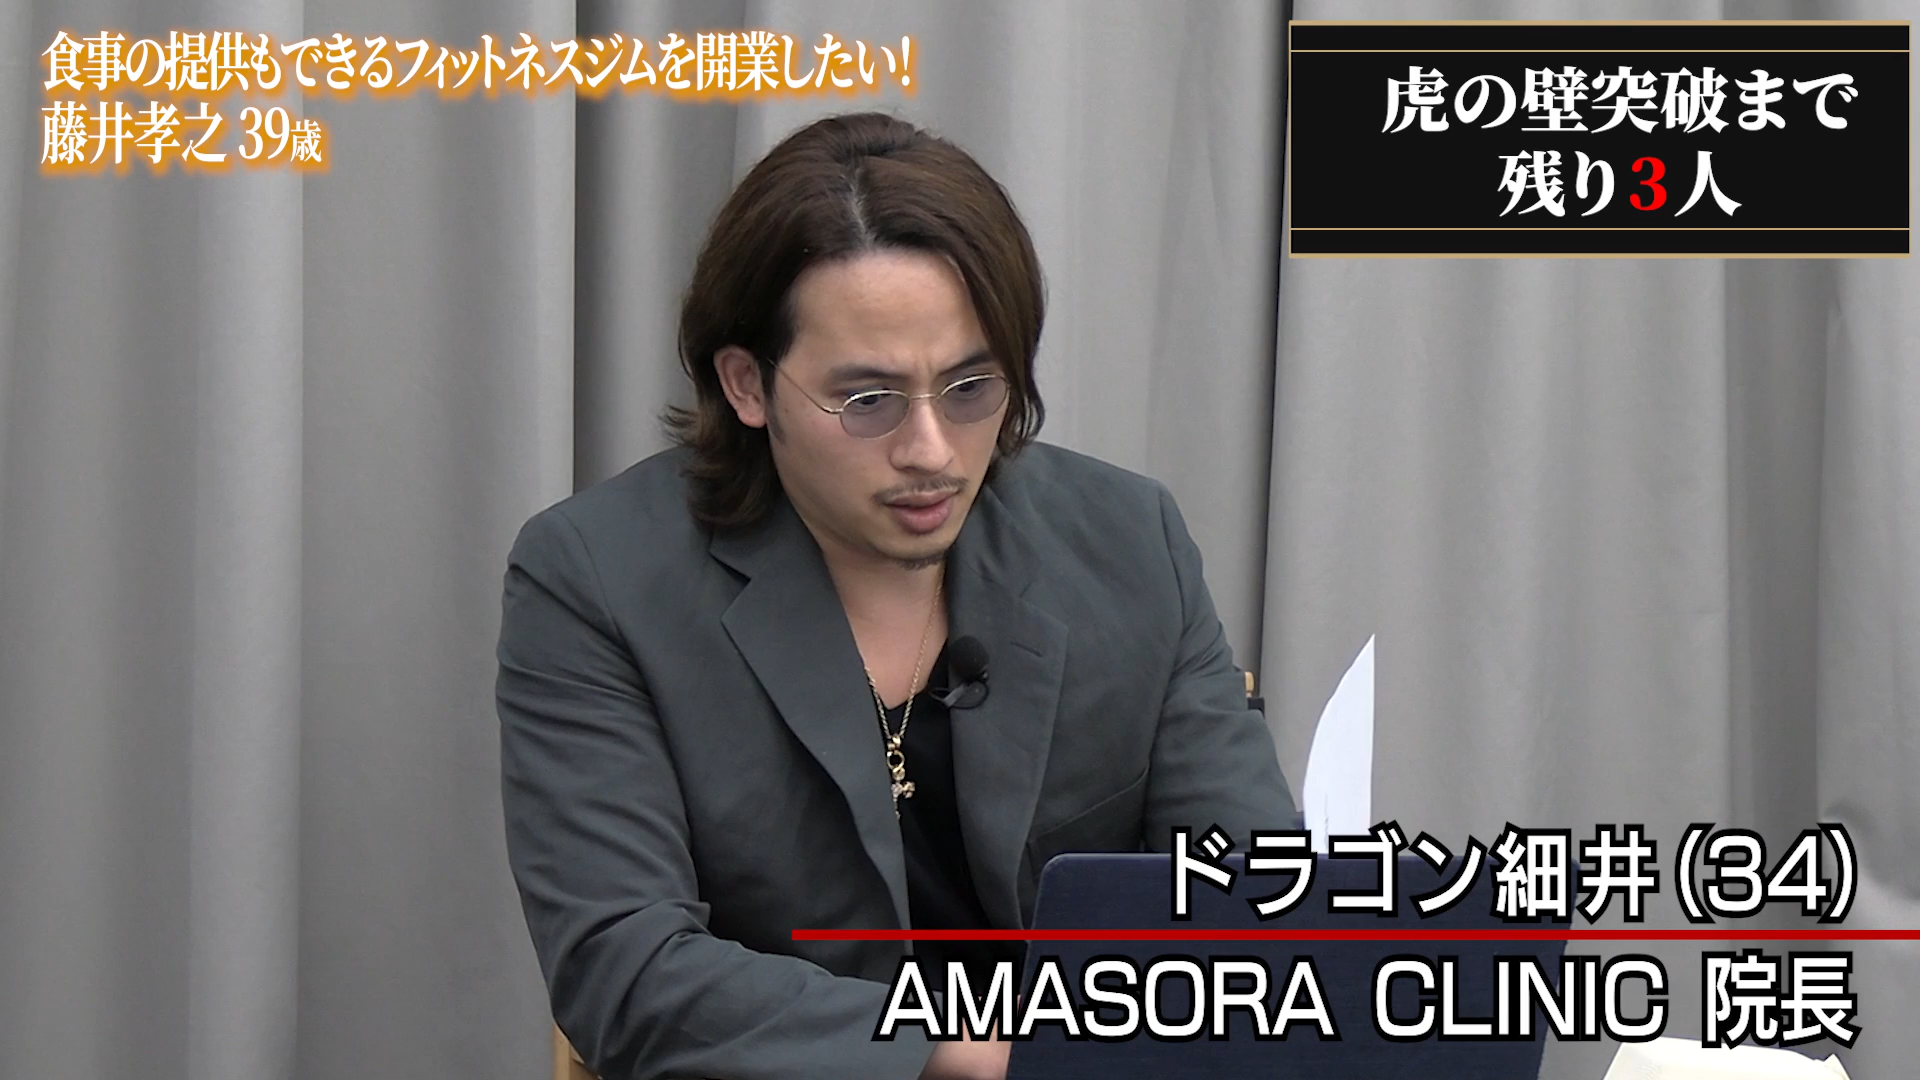 食事の提供もできるフィットネスジムを開業したい!
藤井孝之 39歳
虎の壁突破まで
残り3人
ドラゴン細井(34)
AMASORA CLINIC 院長